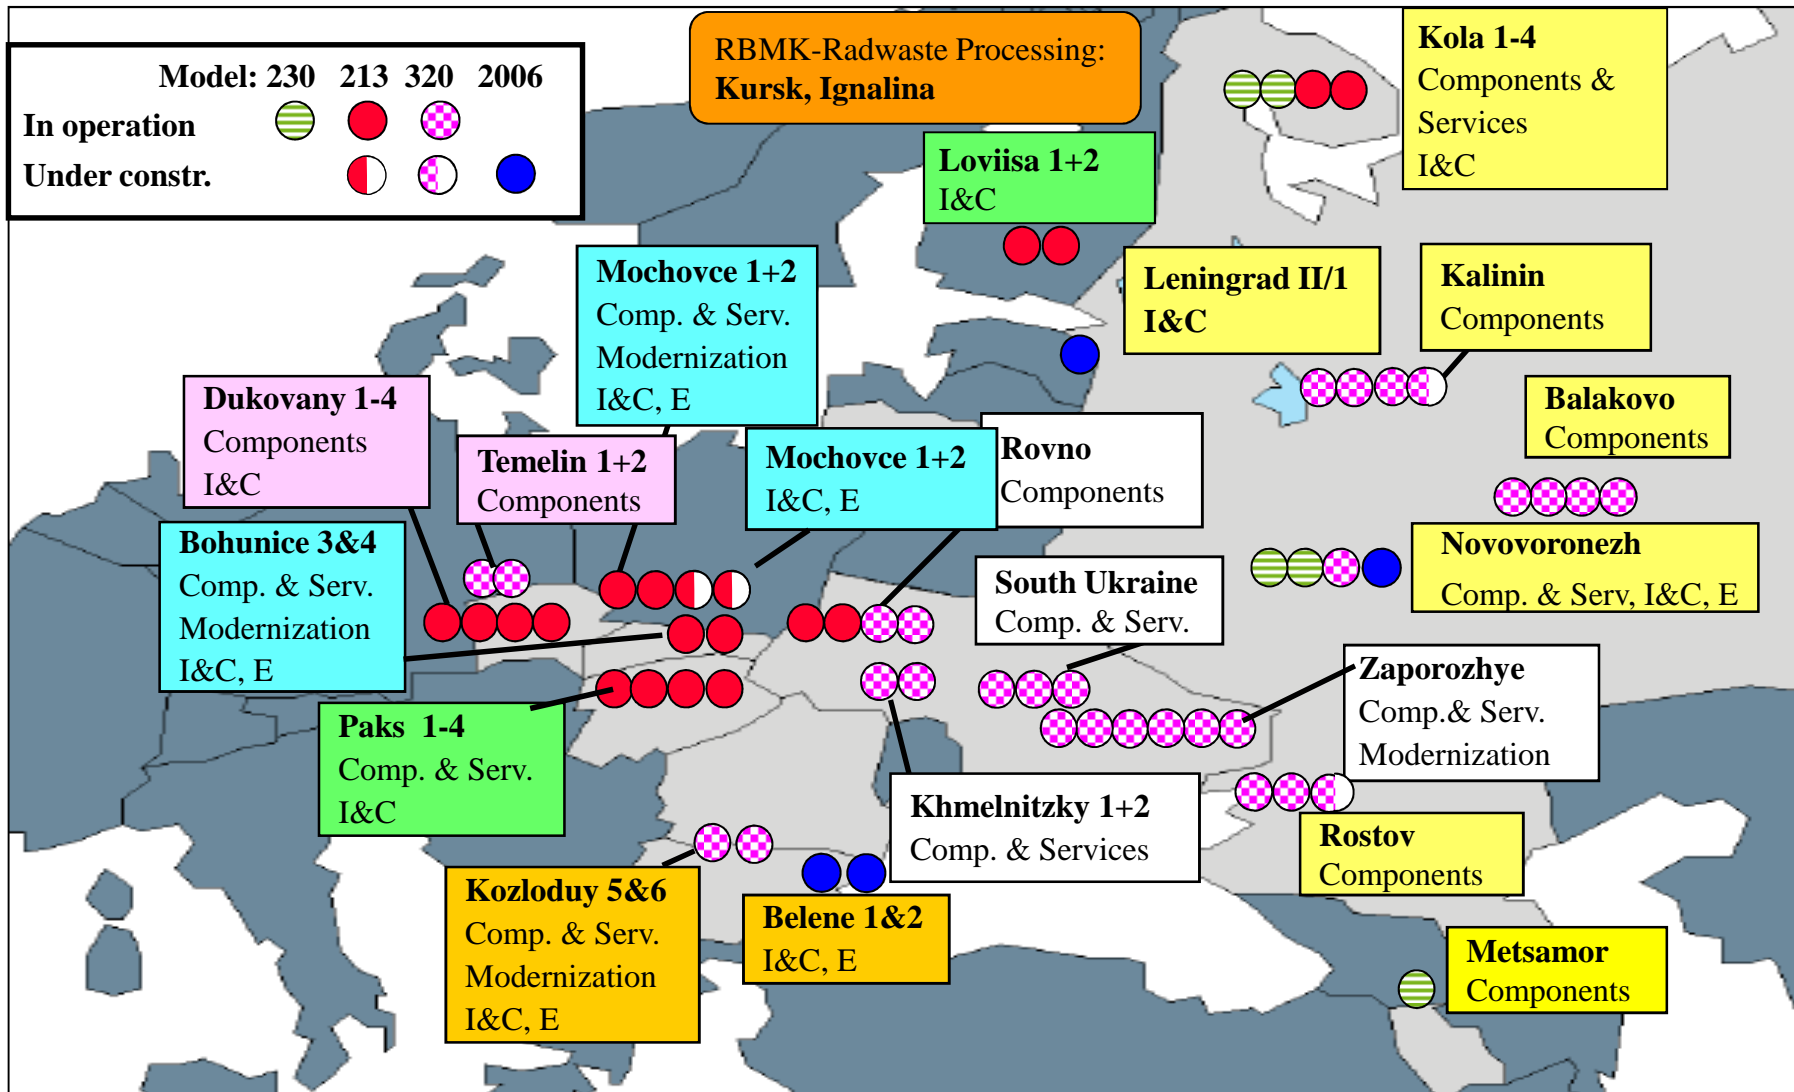 Model: 230 213 320 2006
In operation
Under constr.
RBMK-Radwaste Processing:
Kursk, Ignalina
Kola 1-4
Components &
Services
I&C
Loviisa 1+2
I&C
Mochovce 1+2
Comp. & Serv.
Modernization
I&C, E
Leningrad II/1
I&C
Kalinin
Components
Dukovany 1-4
Components
I&C
Temelin 1+2
Components
Mochovce 1+2
I&C, E
Rovno
Components
Balakovo
Components
Bohunice 3&4
Comp. & Serv.
Modernization
I&C, E
South Ukraine
Comp. & Serv.
Novovoronezh
Comp. & Serv, I&C, E
Paks 1-4
Comp. & Serv.
I&C
Zaporozhye
Comp.& Serv.
Modernization
Khmelnitzky 1+2
Comp. & Services
Rostov
Components
Kozloduy 5&6
Comp. & Serv.
Modernization
I&C, E
Belene 1&2
I&C, E
Metsamor
Components